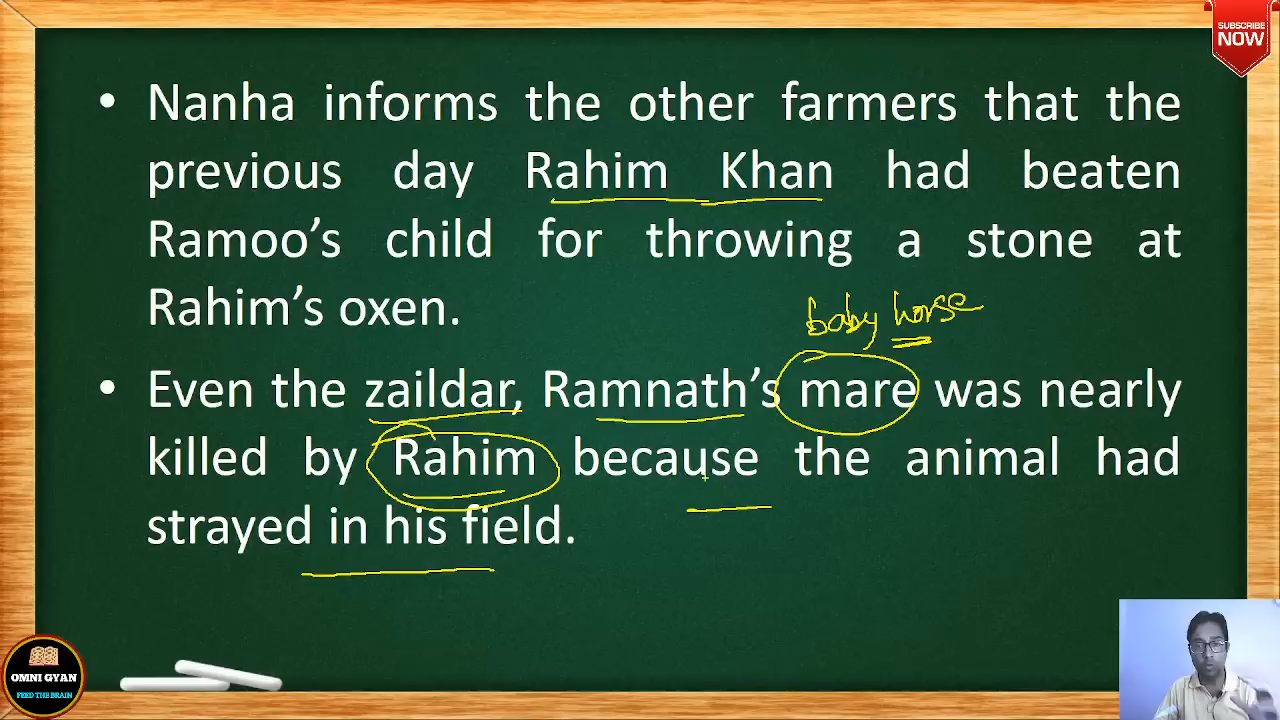 SUBSCRIBE
NOW
• Nanha informs the other farmers that the
previous day Rahim Khan had beaten
Ramoo’s child for throwing a stone at
Rahim’s oxen.
baby horse
• Even the zaildar, Ramnath’s mare was nearly
killed by Rahim because the animal had
strayed in his field.
OMNI GYAN
FEED THE BRAIN